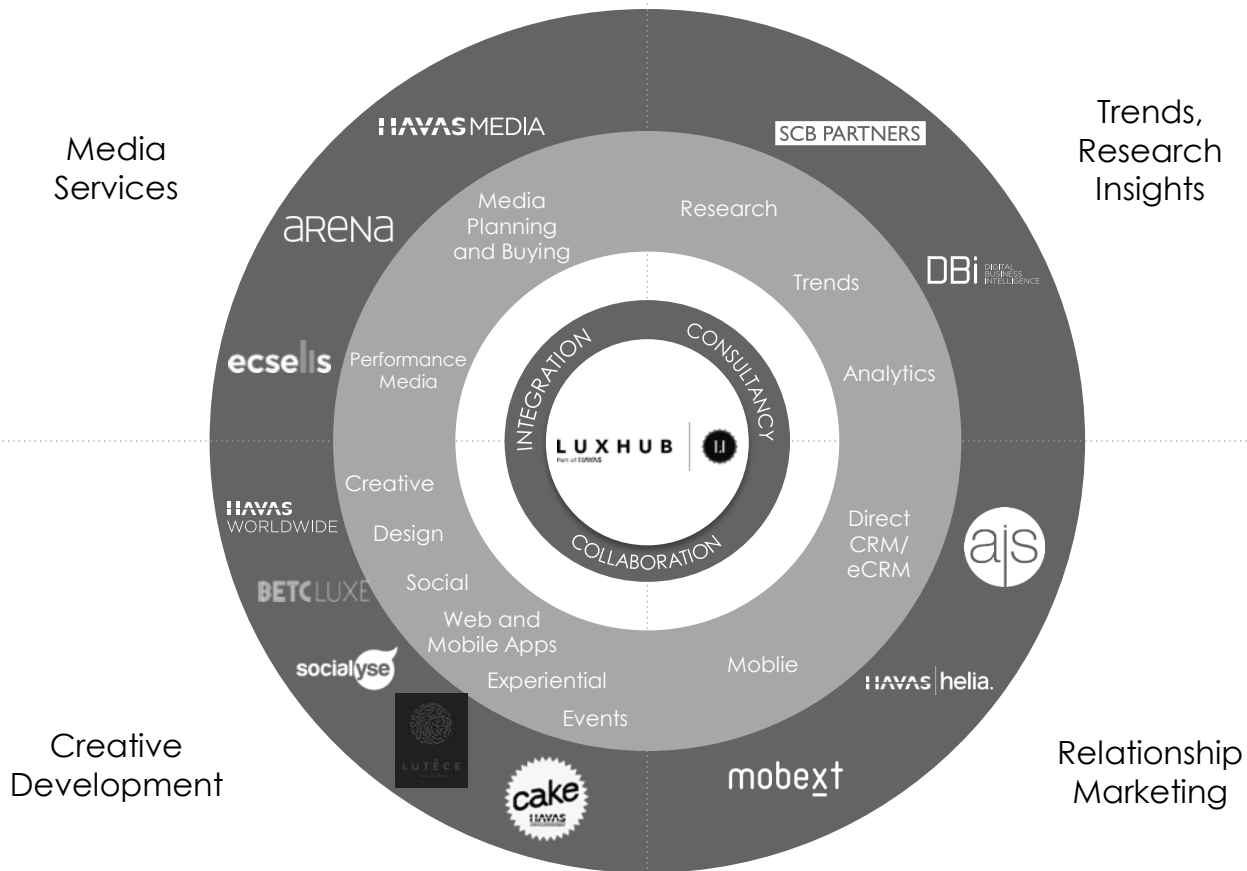 Media
Services
HAVAS MEDIA
ARENA
ecsells
Media
Planning
and Buying
Performance
Media
Trends,
Research
Insights
SCB PARTNERS
DBi DIGITAL
BUSINESS
INTELLIGENCE
Research
Trends
Analytics
INTEGRATION
CONSULTANCY
COLLABORATION
LUXHUB
Part of HAVAS
Creative
Design
Social
Web and
Mobile Apps
Experiential
Events
HAVAS
WORLDWIDE
BETC LUXE
socialyse
LUTÈCE
cake
HAVAS
Creative
Development
Direct
CRM/
eCRM
Moblie
ais
HAVAS helia.
mobext
Relationship
Marketing